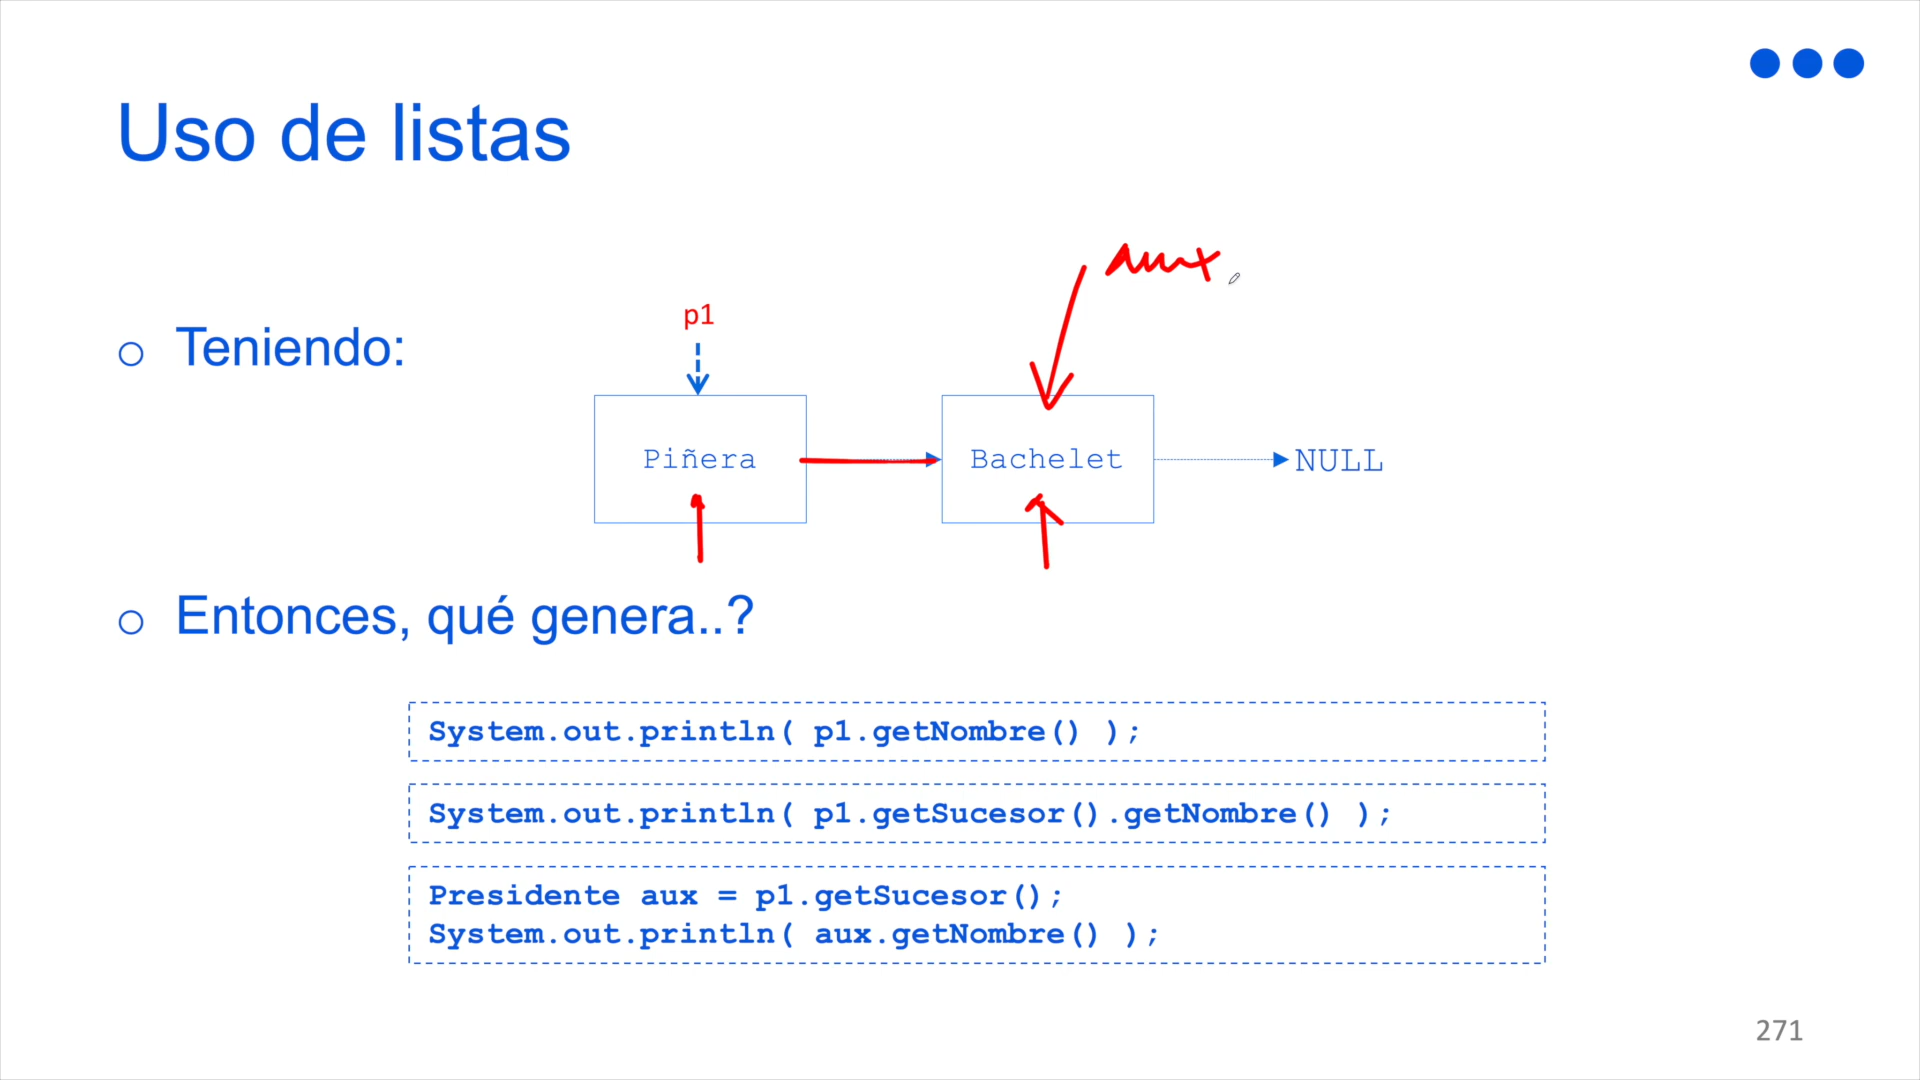 Uso de listas
aux
p1
Teniendo:
Piñera
Bachelet
NULL
Entonces, qué genera..?
System.out.println( p1.getNombre() );
System.out.println( p1.getSucesor().getNombre() );
Presidente aux = p1.getSucesor();
System.out.println( aux.getNombre() );
271